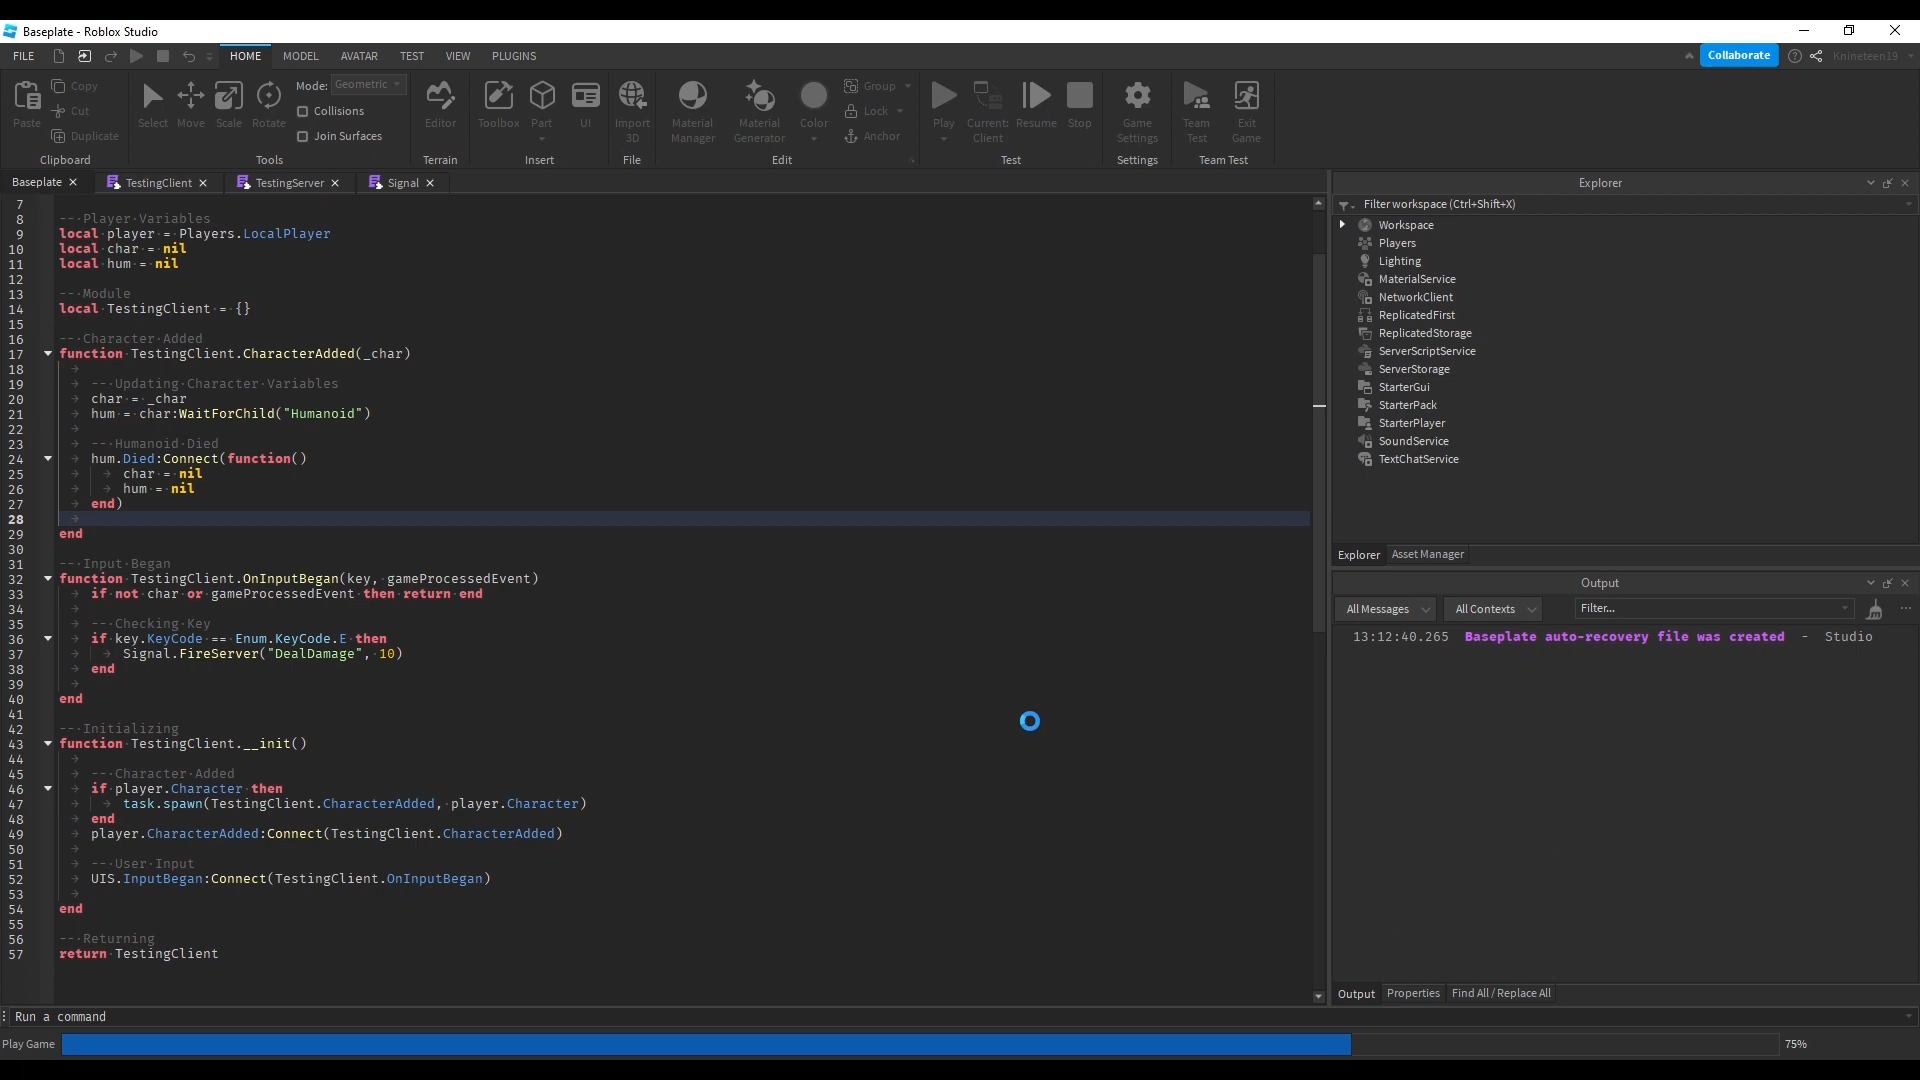 Baseplate - Roblox Studio
FILE HOME MODEL AVATAR TEST VIEW PLUGINS Collaborate Knineteen19
Paste
Copy
Cut
Duplicate
Clipboard
Select Move Scale Rotate
Mode: Geometric
Collisions
Join Surfaces
Tools
Editor
Terrain
Toolbox Part UI
Insert
Import 3D
File
Material Manager
Material Generator
Color
Group
Lock
Anchor
Edit
Play
Current: Client
Resume Stop
Test
Game Settings
Settings
Team Test
Exit Game
Team Test
Baseplate TestingClient TestingServer Signal
7
8 -- Player Variables
9 local player = Players.LocalPlayer
10 local char = nil
11 local hum = nil
12
13 -- Module
14 local TestingClient = {}
15
16 -- Character Added
17 function TestingClient.CharacterAdded(_char)
18
19 -- Updating Character Variables
20 char = _char
21 hum = char:WaitForChild("Humanoid")
22
23 -- Humanoid Died
24 hum.Died:Connect(function()
25 char = nil
26 hum = nil
27 end)
28
29 end
30
31 -- Input Began
32 function TestingClient.OnInputBegan(key, gameProcessedEvent)
33 if not char or gameProcessedEvent then return end
34
35 -- Checking Key
36 if key.KeyCode == Enum.KeyCode.E then
37 Signal.FireServer("DealDamage", 10)
38 end
39
40 end
41
42 -- Initializing
43 function TestingClient.__init()
44
45 -- Character Added
46 if player.Character then
47 task.spawn(TestingClient.CharacterAdded, player.Character)
48 end
49 player.CharacterAdded:Connect(TestingClient.CharacterAdded)
50
51 -- User Input
52 UIS.InputBegan:Connect(TestingClient.OnInputBegan)
53
54 end
55
56 -- Returning
57 return TestingClient
Explorer
Filter workspace (Ctrl+Shift+X)
Workspace
Players
Lighting
MaterialService
NetworkClient
ReplicatedFirst
ReplicatedStorage
ServerScriptService
ServerStorage
StarterGui
StarterPack
StarterPlayer
SoundService
TextChatService
Explorer Asset Manager
Output
All Messages All Contexts Filter...
13:12:40.265 Baseplate auto-recovery file was created - Studio
Output Properties Find All / Replace All
Run a command
Play Game 75%